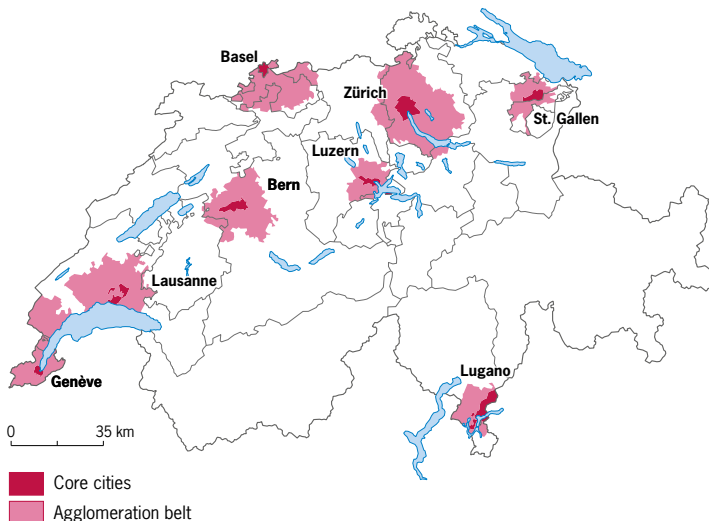 Basel
Zürich
St. Gallen
Luzern
Bern
Lausanne
Genève
Lugano
0 35 km
Core cities
Agglomeration belt